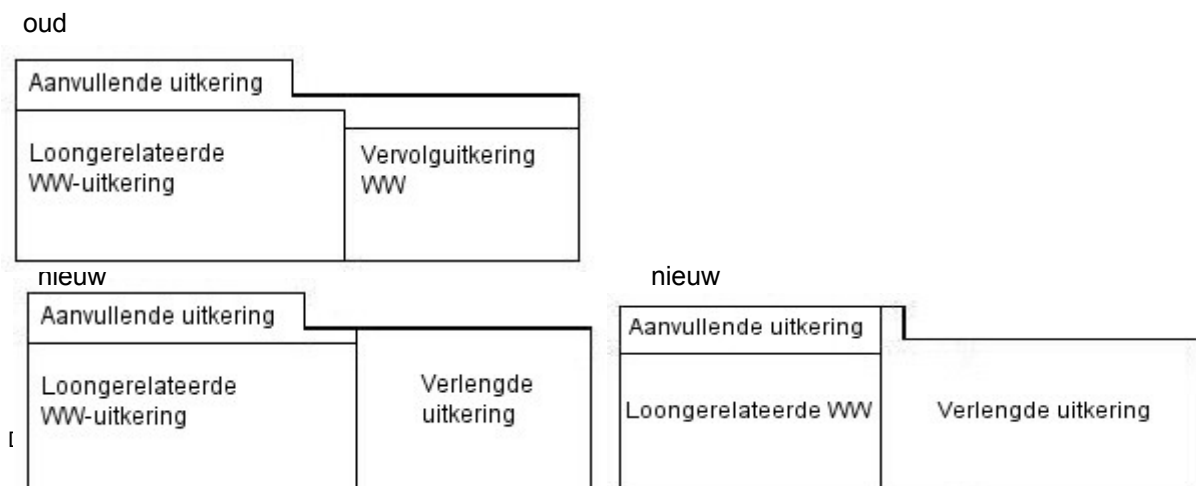 oud
Aanvullende uitkering
Loongerelateerde
WW-uitkering
Vervolguitkering
WW
nieuw
Aanvullende uitkering
Loongerelateerde
WW-uitkering
Verlengde
uitkering
nieuw
Aanvullende uitkering
Loongerelateerde WW
Verlengde uitkering